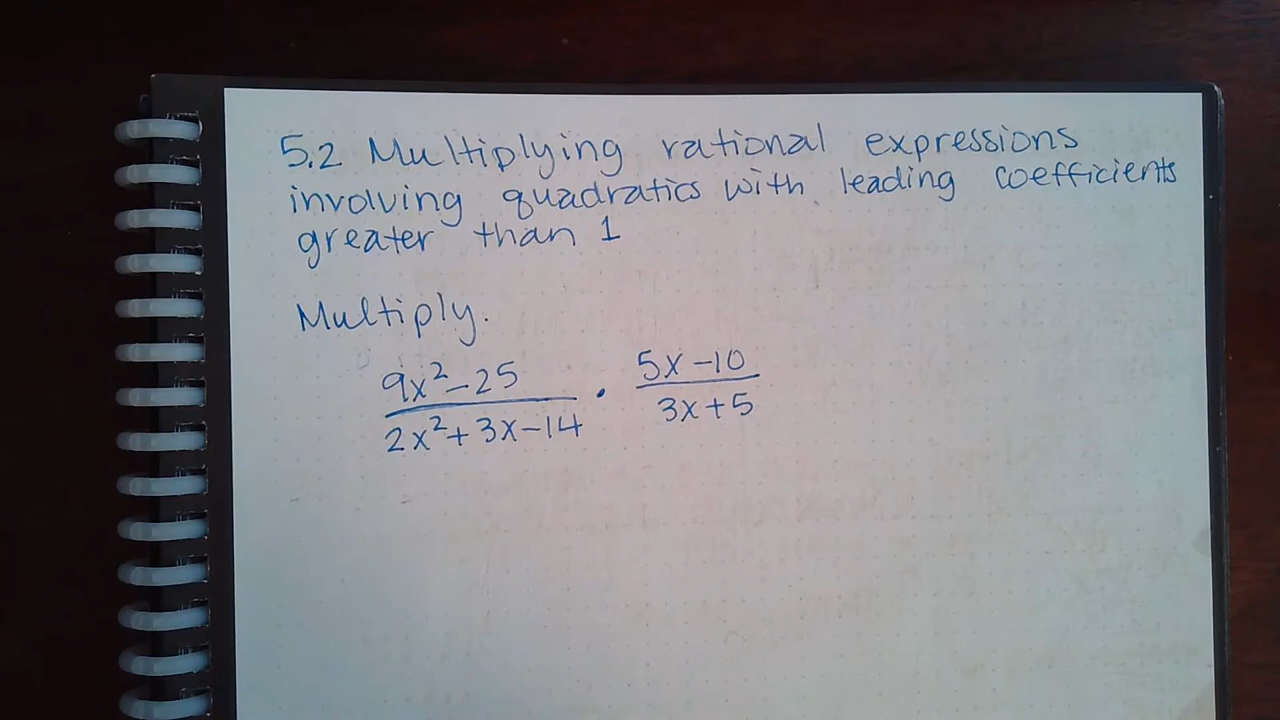 5.2 Multiplying rational expressions
involving quadratics with leading coefficients
greater than 1
Multiply.
9x²-25 / 2x²+3x-14 · 5x-10 / 3x+5